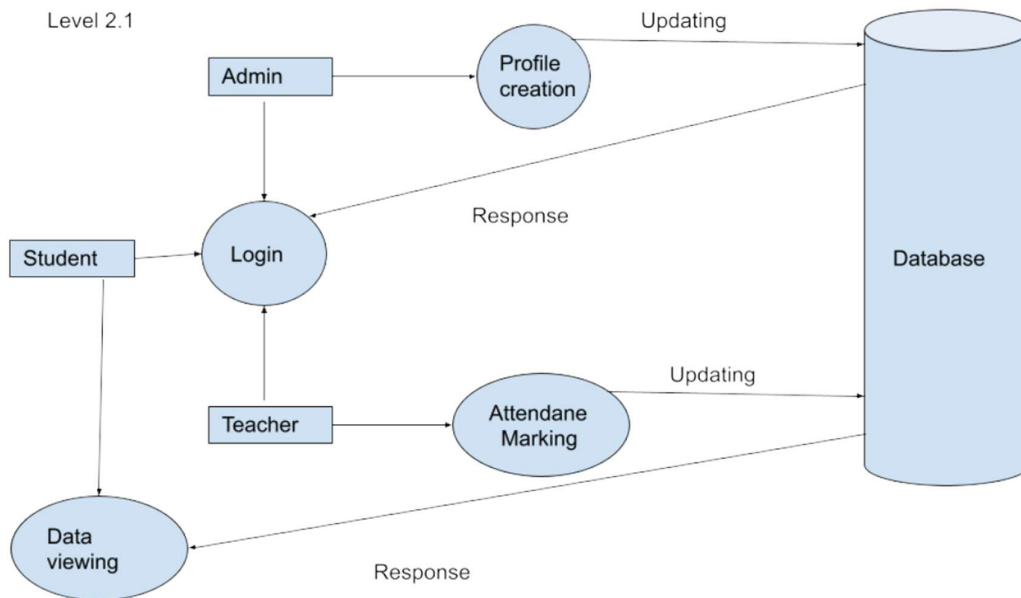 Level 2.1
Updating
Admin
Profile
creation
Response
Student
Login
Database
Updating
Teacher
Attendane
Marking
Data
viewing
Response